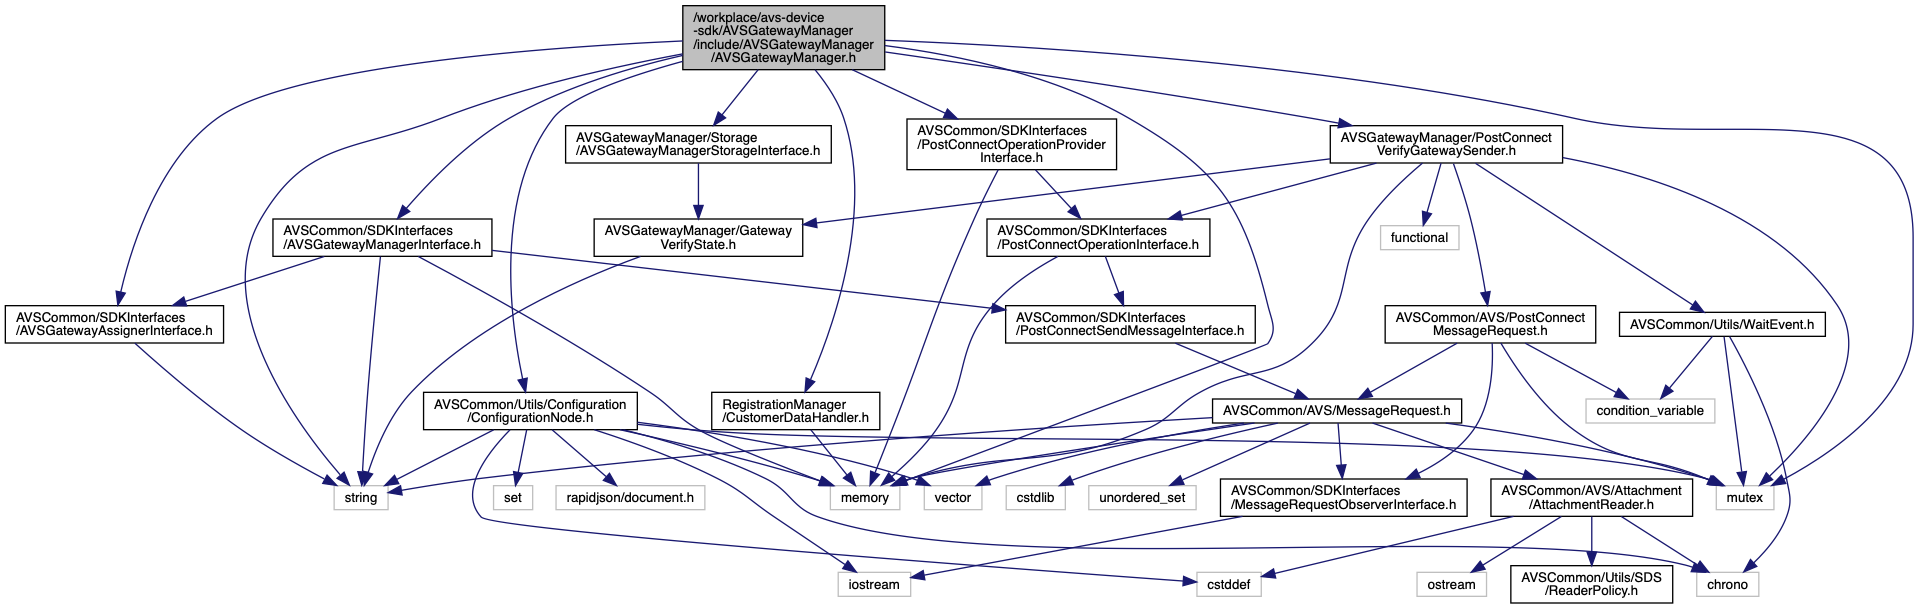 /workplace/avs-device
-sdk/AVSGatewayManager
/include/AVSGatewayManager
/AVSGatewayManager.h
AVSGatewayManager/Storage
/AVSGatewayManagerStorageInterface.h
AVSCommon/SDKInterfaces
/PostConnectOperationProvider
Interface.h
AVSGatewayManager/PostConnect
VerifyGatewaySender.h
AVSCommon/SDKInterfaces
/AVSGatewayManagerInterface.h
AVSGatewayManager/Gateway
VerifyState.h
AVSCommon/SDKInterfaces
/PostConnectOperationInterface.h
functional
AVSCommon/SDKInterfaces
/AVSGatewayAssignerInterface.h
AVSCommon/SDKInterfaces
/PostConnectSendMessageInterface.h
AVSCommon/AVS/PostConnect
MessageRequest.h
AVSCommon/Utils/WaitEvent.h
AVSCommon/Utils/Configuration
/ConfigurationNode.h
RegistrationManager
/CustomerDataHandler.h
AVSCommon/AVS/MessageRequest.h
condition_variable
string
set
rapidjson/document.h
memory
vector
cstdlib
unordered_set
AVSCommon/SDKInterfaces
/MessageRequestObserverInterface.h
AVSCommon/AVS/Attachment
/AttachmentReader.h
mutex
iostream
cstddef
ostream
AVSCommon/Utils/SDS
/ReaderPolicy.h
chrono